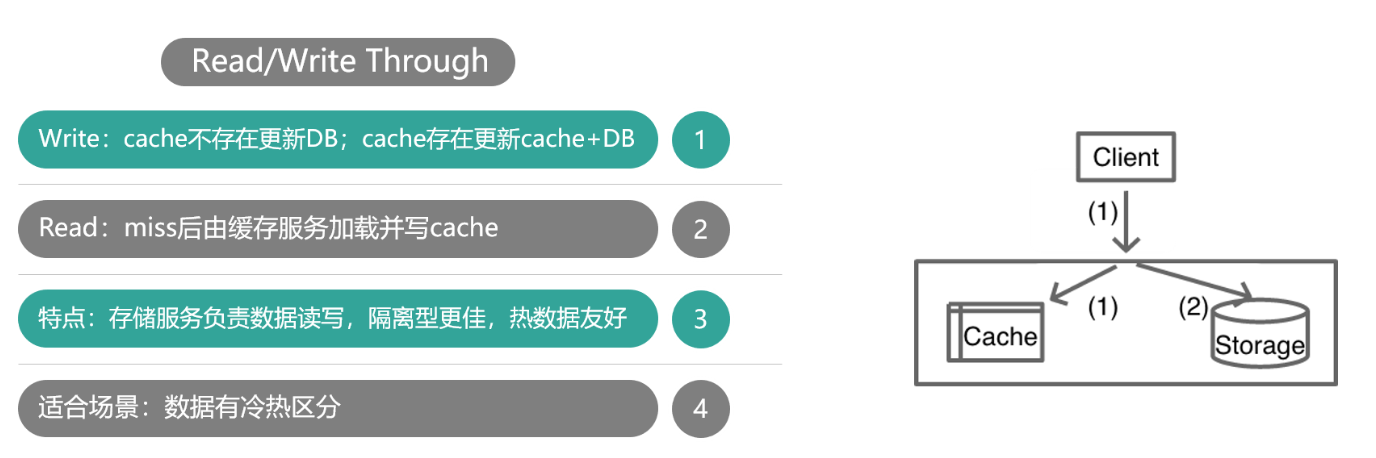 Read/Write Through
Write：cache不存在更新DB；cache存在更新cache+DB
1
Read：miss后由缓存服务加载并写cache
2
特点：存储服务负责数据读写，隔离型更佳，热数据友好
3
适合场景：数据有冷热区分
4
Client
(1)
(1)
(2)
Cache
Storage